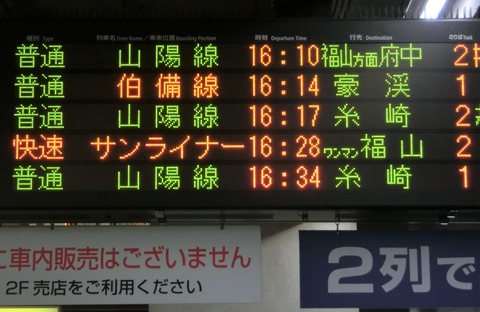 種別 Type 列車名 Train Name / 乗車位置 Boarding Position 時刻 Departure Time 行先 Destination のりば Track
普通 山陽線 16:10 福山方面府中 2
普通 伯備線 16:14 豪渓 1
普通 山陽線 16:17 糸崎 2
快速 サンライナー 16:28 ワンマン福山 2
普通 山陽線 16:34 糸崎 1
車内販売はございません
2F 売店をご利用ください
2列で